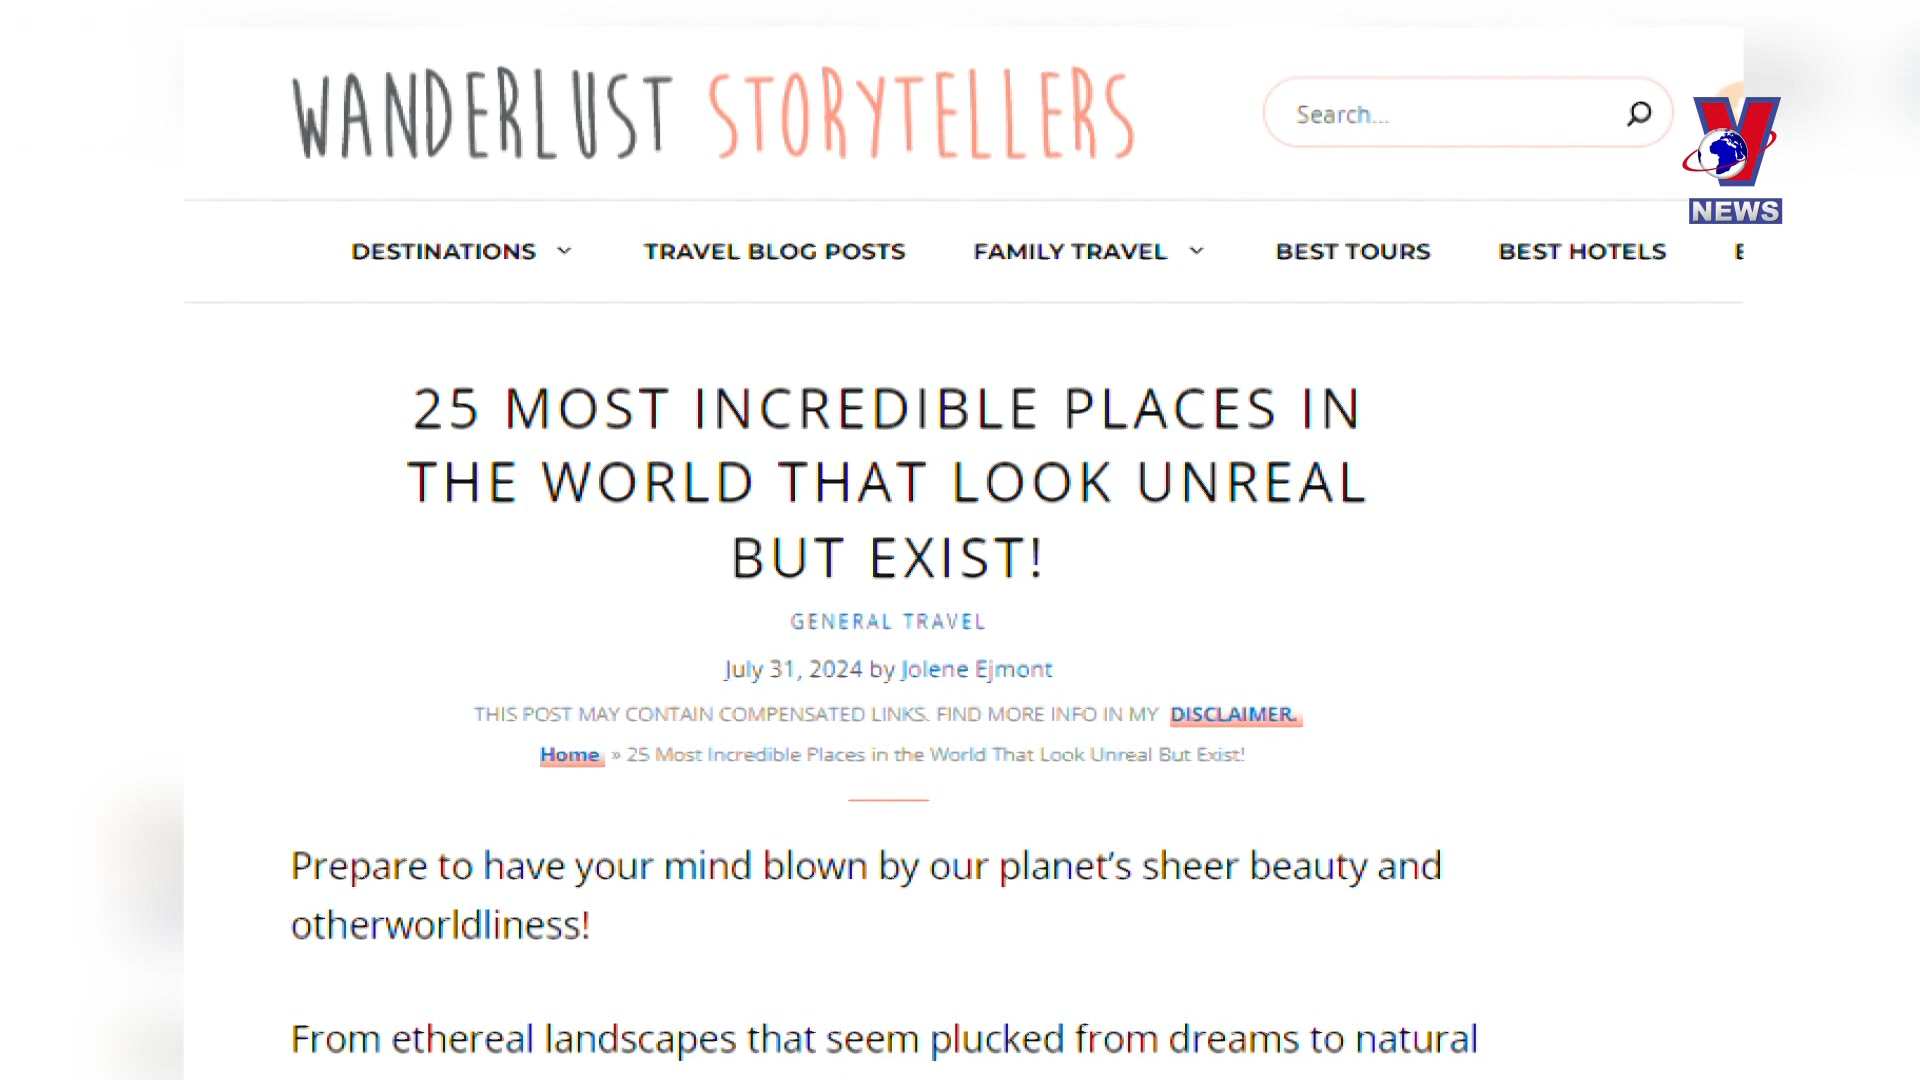 WANDERLUST STORYTELLERS
Search...
NEWS
DESTINATIONS TRAVEL BLOG POSTS FAMILY TRAVEL BEST TOURS BEST HOTELS
25 MOST INCREDIBLE PLACES IN
THE WORLD THAT LOOK UNREAL
BUT EXIST!
GENERAL TRAVEL
July 31, 2024 by Jolene Ejmont
THIS POST MAY CONTAIN COMPENSATED LINKS. FIND MORE INFO IN MY DISCLAIMER.
Home » 25 Most Incredible Places in the World That Look Unreal But Exist!
Prepare to have your mind blown by our planet’s sheer beauty and
otherworldliness!
From ethereal landscapes that seem plucked from dreams to natural